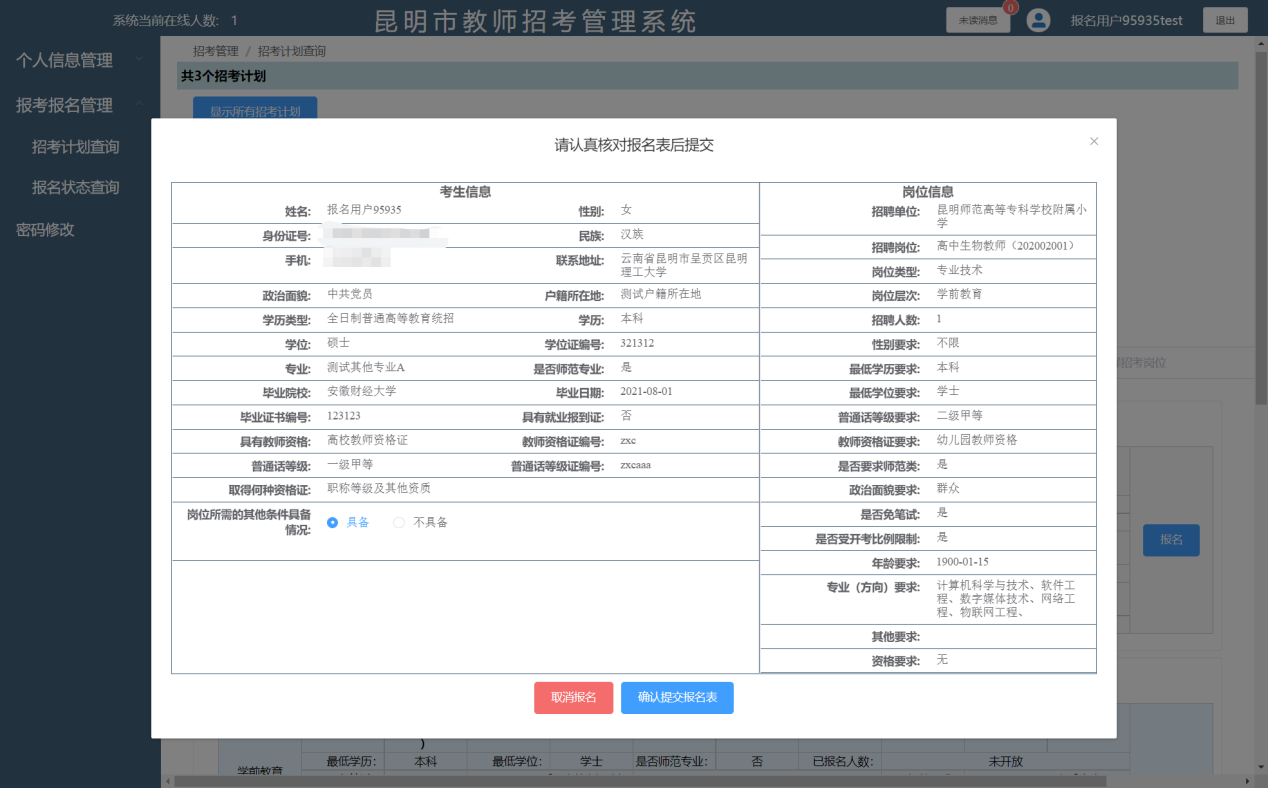 系统当前在线人数: 1
昆明市教师招考管理系统
未读消息
0
报名用户95935test
退出
个人信息管理
报考报名管理
招考计划查询
报名状态查询
密码修改
招考管理 / 招考计划查询
共3个招考计划
显示所有招考计划
请认真核对报名表后提交
×
考生信息
姓名: 报名用户95935 性别: 女
身份证号: 民族: 汉族
手机: 联系地址: 云南省昆明市呈贡区昆明
理工大学
政治面貌: 中共党员 户籍所在地: 测试户籍所在地
学历类型: 全日制普通高等教育统招 学历: 本科
学位: 硕士 学位证编号: 321312
专业: 测试其他专业A 是否师范专业: 是
毕业院校: 安徽财经大学 毕业日期: 2021-08-01
毕业证书编号: 123123 具有就业报到证: 否
具有教师资格: 高校教师资格证 教师资格证编号: zxc
普通话等级: 一级甲等 普通话等级证编号: zxcaaa
取得何种资格证: 职称等级及其他资质
岗位所需的其他条件具备
情况: 具备 不具备
岗位信息
招聘单位: 昆明师范高等专科学校附属小
学
招聘岗位: 高中生物教师（202002001）
岗位类型: 专业技术
岗位层次: 学前教育
招聘人数: 1
性别要求: 不限
最低学历要求: 本科
最低学位要求: 学士
普通话等级要求: 二级甲等
教师资格证要求: 幼儿园教师资格
是否要求师范类: 是
政治面貌要求: 群众
是否免笔试: 是
是否受开考比例限制: 是
年龄要求: 1900-01-15
专业（方向）要求: 计算机科学与技术、软件工
程、数字媒体技术、网络工
程、物联网工程、
其他要求:
资格要求: 无
取消报名
确认提交报名表
招考岗位
报名
)
学前教育
最低学历: 本科 最低学位: 学士 是否师范专业: 否 已报名人数: 未开放